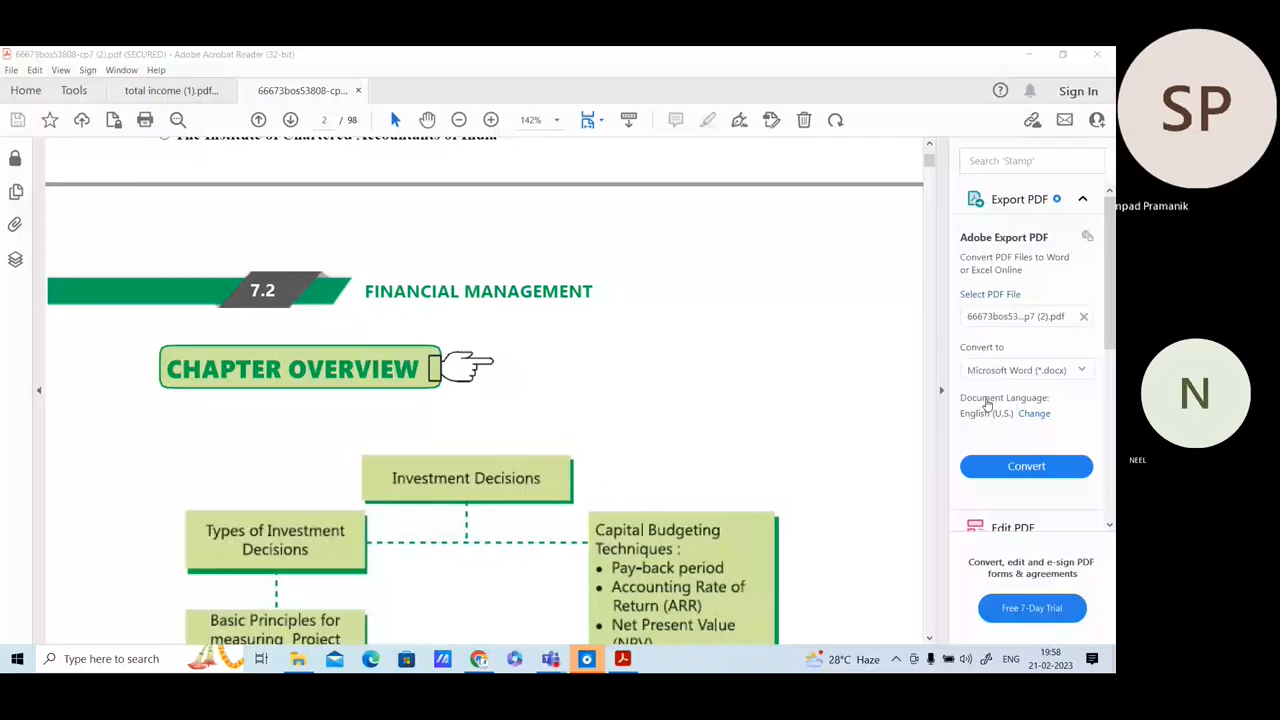 66673bos53808-cp7 (2).pdf (SECURED) - Adobe Acrobat Reader (32-bit)
File Edit View Sign Window Help
Home Tools total income (1).pdf... 66673bos53808-cp... × Sign In
2 / 98 142%
The Institute of Chartered Accountants of India
7.2 FINANCIAL MANAGEMENT
CHAPTER OVERVIEW
Investment Decisions
Types of Investment
Decisions
Basic Principles for
measuring Project
Capital Budgeting
Techniques :
• Pay-back period
• Accounting Rate of
Return (ARR)
• Net Present Value
(NPV)
Search 'Stamp'
Export PDF
Adobe Export PDF
Convert PDF Files to Word
or Excel Online
Select PDF File
66673bos53...p7 (2).pdf
Convert to
Microsoft Word (*.docx)
Document Language:
English (U.S.) Change
Convert
Edit PDF
Convert, edit and e-sign PDF
forms & agreements
Free 7-Day Trial
SP
npad Pramanik
N
NEEL
Type here to search
28°C Haze
ENG
19:58
21-02-2023